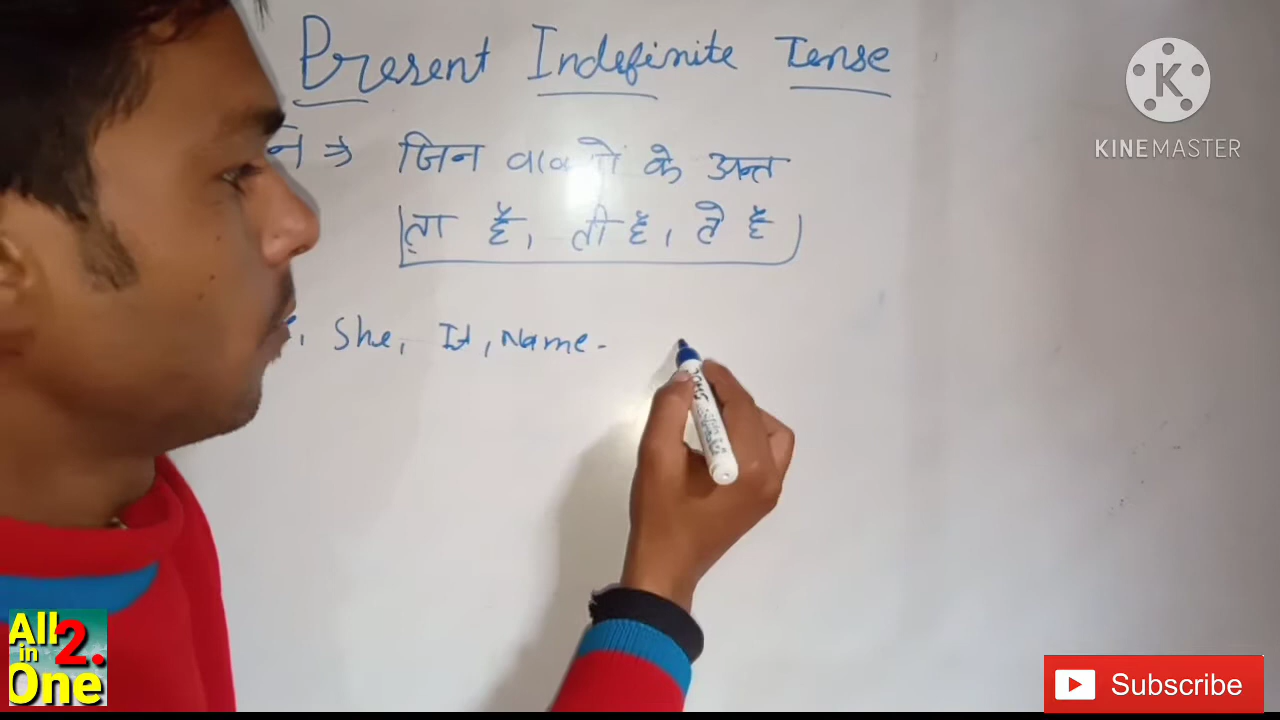 Present Indefinite Tense
⇒ जिन के अन्त
ता है, ती है, ते है
She, It, Name.
K
KINEMASTER
All
in 2.
One
Subscribe